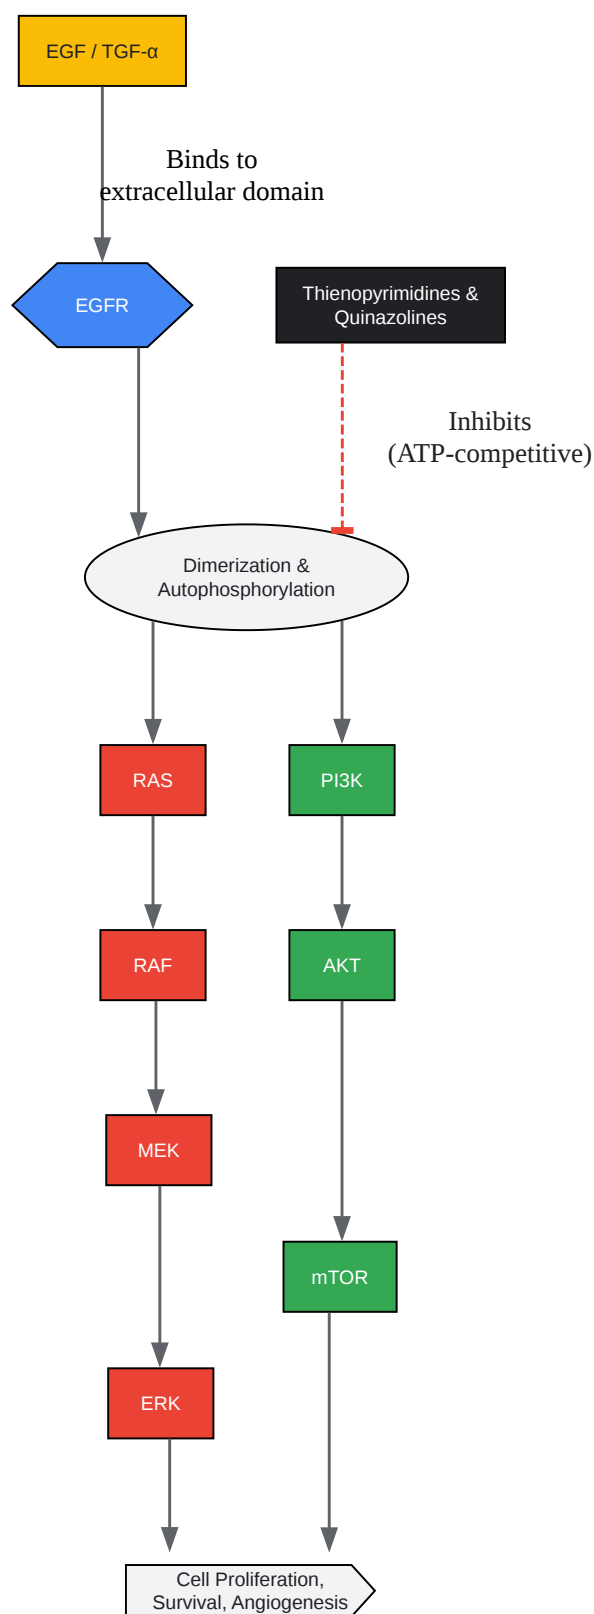 EGF / TGF-α
Binds to
extracellular domain
EGFR
Thienopyrimidines &
Quinazolines
Inhibits
(ATP-competitive)
Dimerization &
Autophosphorylation
RAS
PI3K
RAF
AKT
MEK
mTOR
ERK
Cell Proliferation,
Survival, Angiogenesis